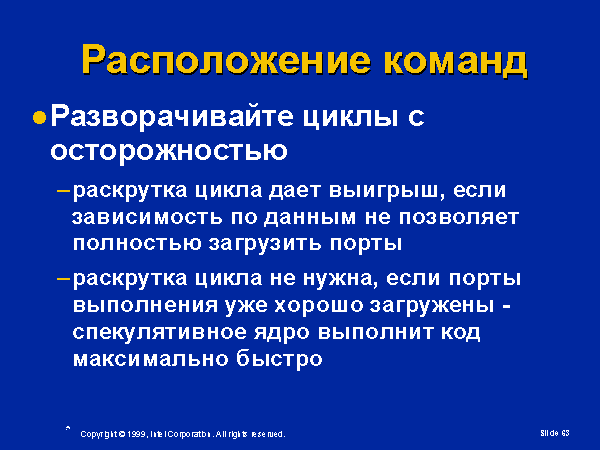 Расположение команд
●Разворачивайте циклы с
осторожностью
–раскрутка цикла дает выигрыш, если
зависимость по данным не позволяет
полностью загрузить порты
–раскрутка цикла не нужна, если порты
выполнения уже хорошо загружены -
спекулятивное ядро выполнит код
максимально быстро
* Copyright © 1999, Intel Corporation. All rights reserved.
Slide 63